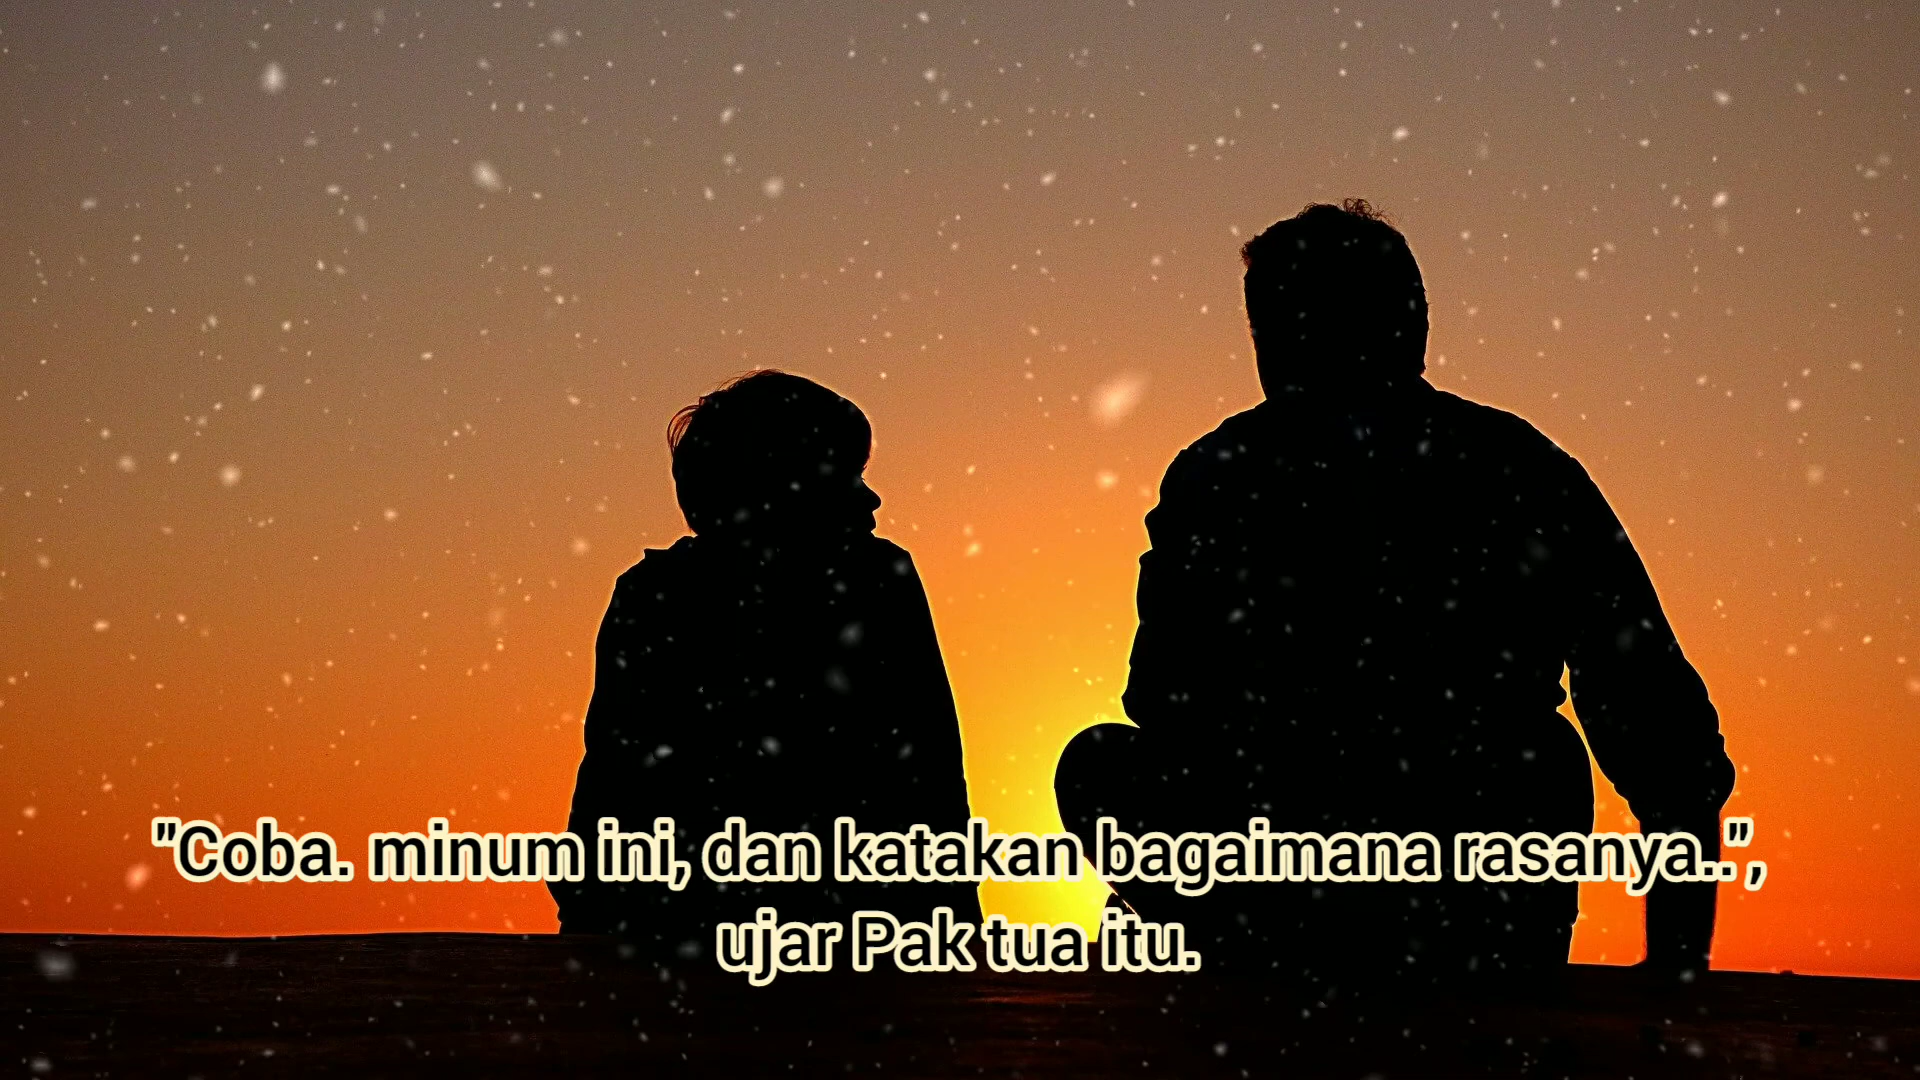 "Coba. minum ini, dan katakan bagaimana rasanya..",
ujar Pak tua itu.